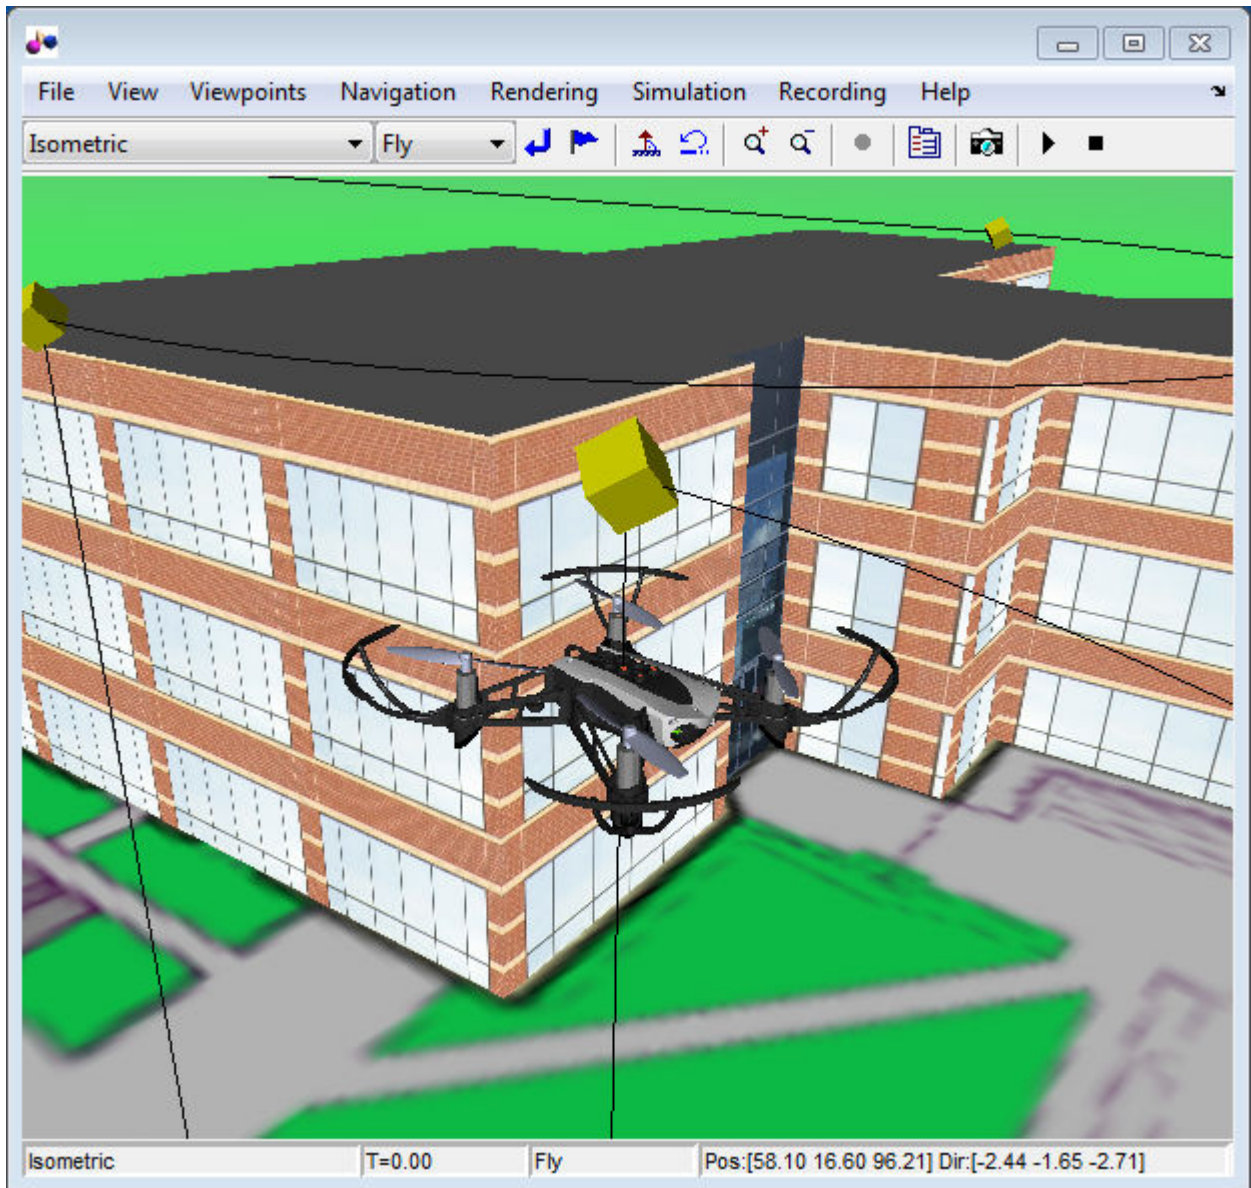 File View Viewpoints Navigation Rendering Simulation Recording Help
Isometric Fly
Isometric T=0.00 Fly Pos:[58.10 16.60 96.21] Dir:[-2.44 -1.65 -2.71]